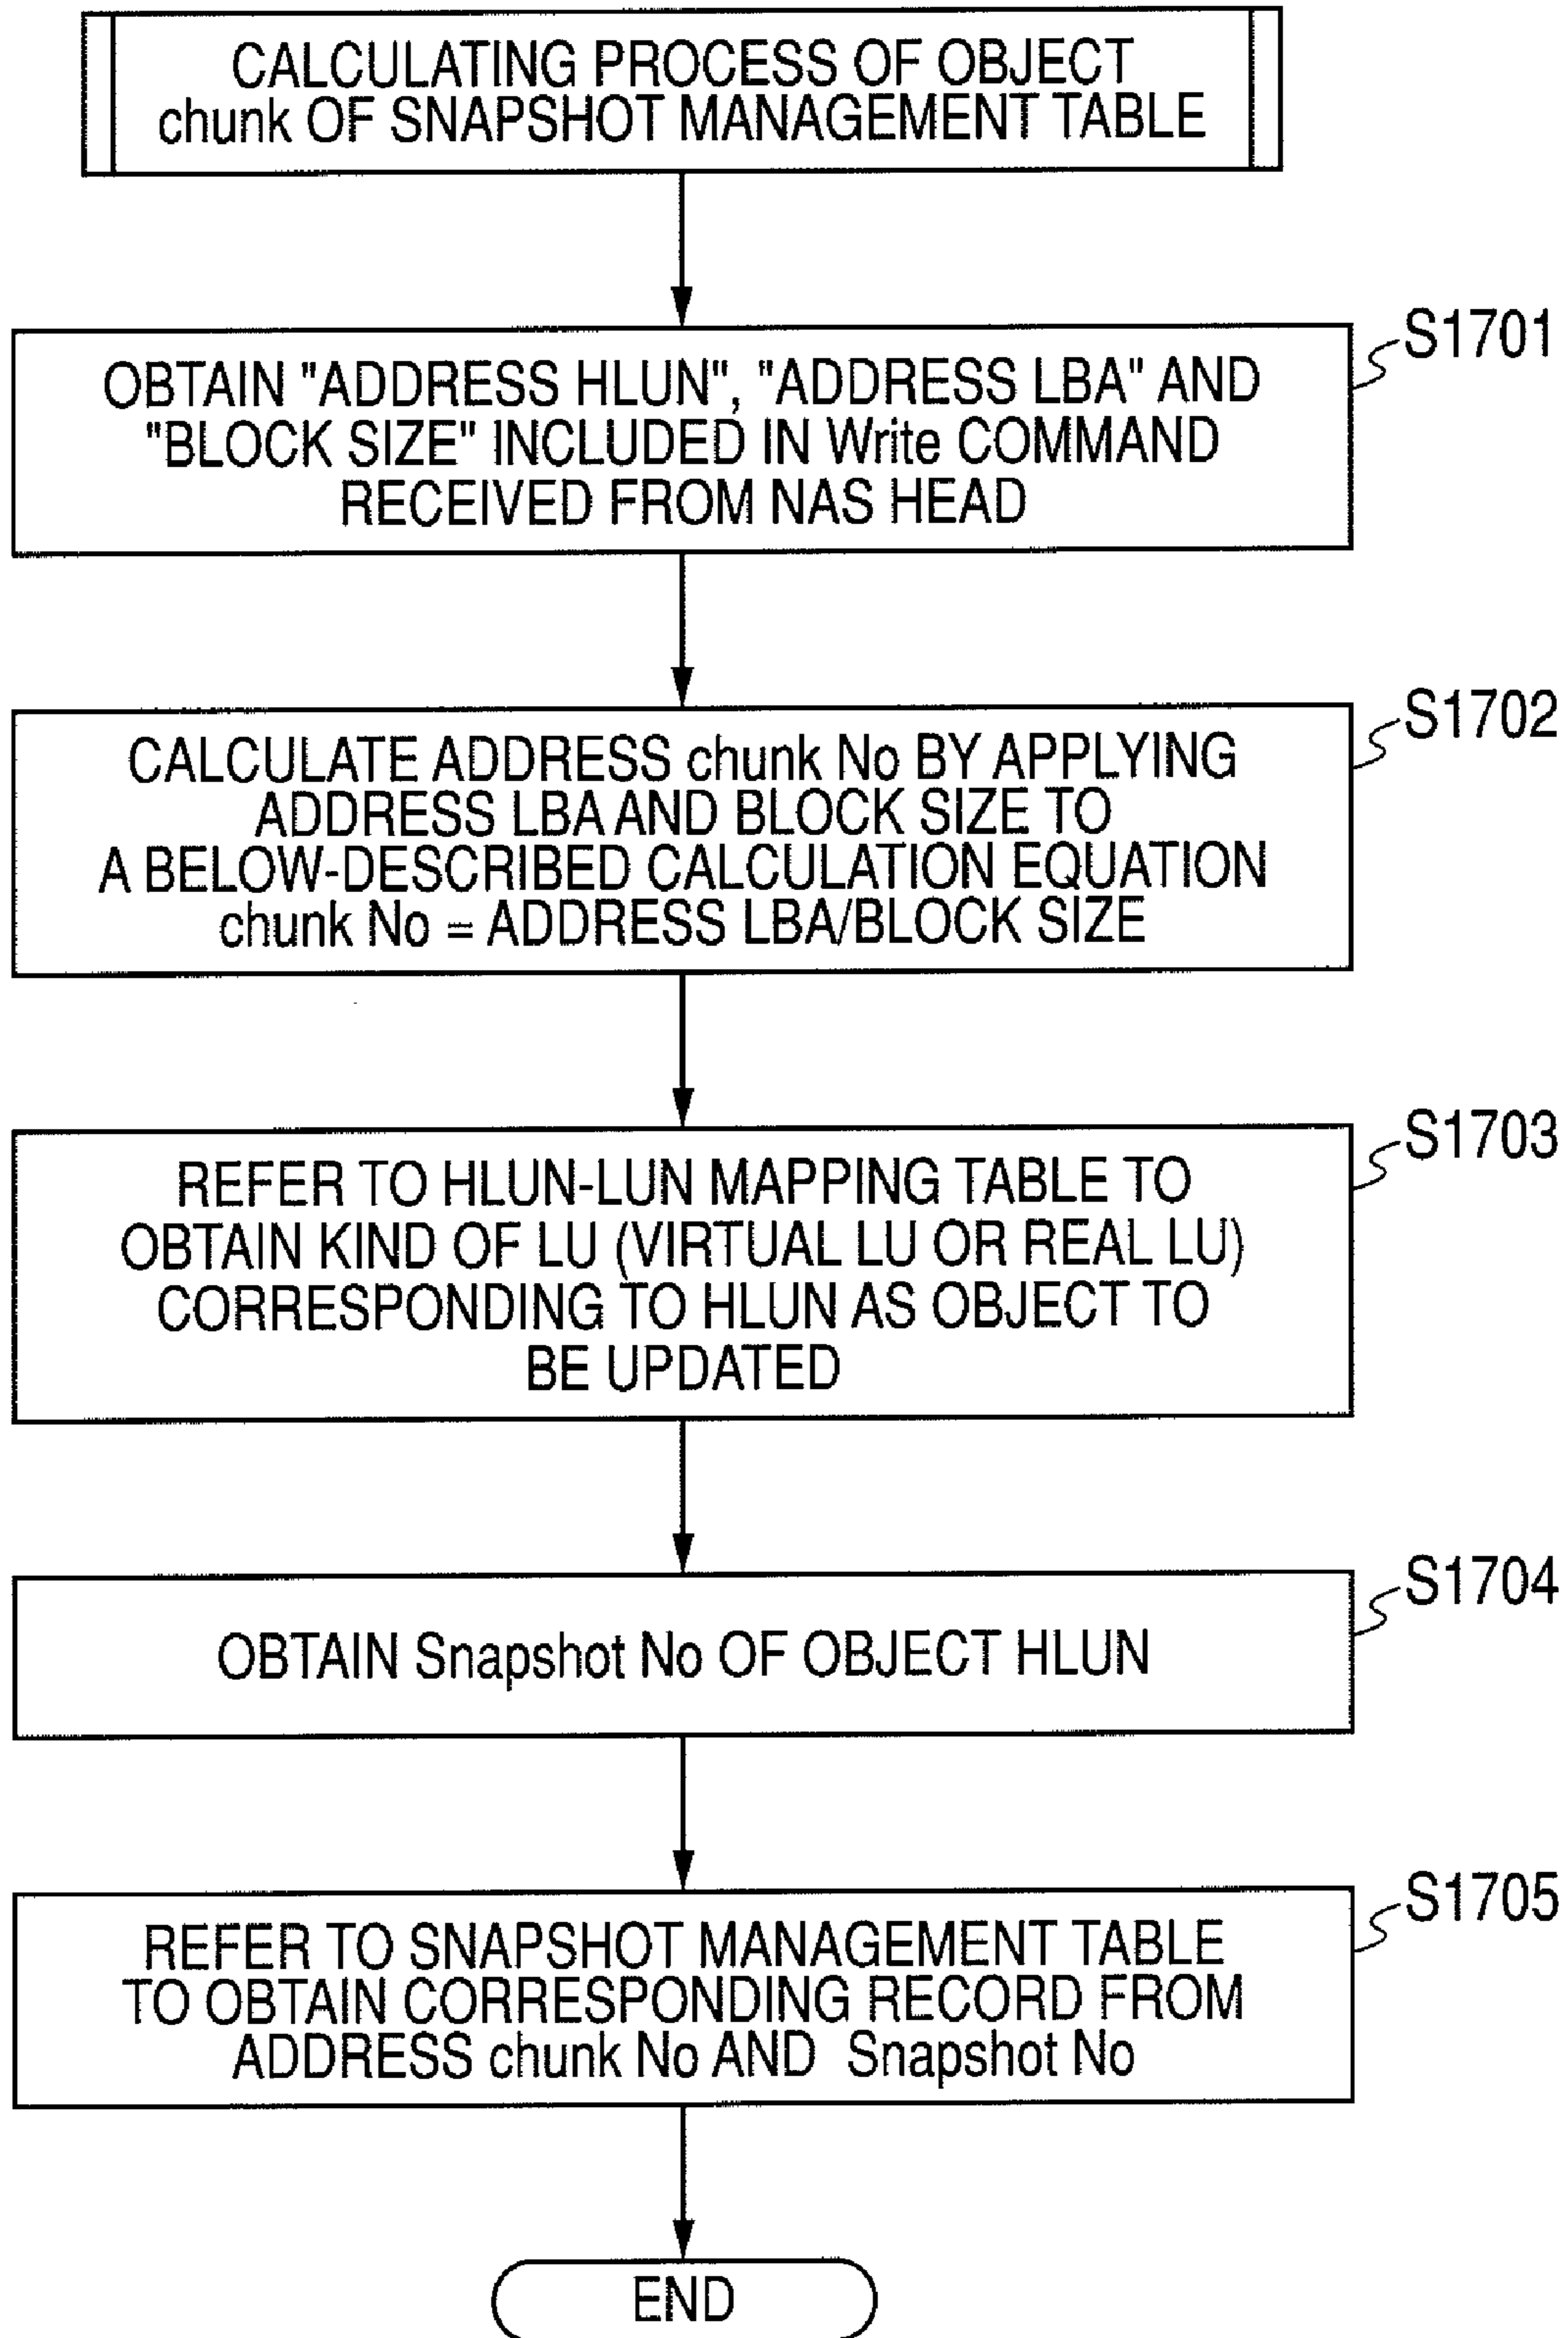 CALCULATING PROCESS OF OBJECT
chunk OF SNAPSHOT MANAGEMENT TABLE
S1701
OBTAIN "ADDRESS HLUN", "ADDRESS LBA" AND
"BLOCK SIZE" INCLUDED IN Write COMMAND
RECEIVED FROM NAS HEAD
S1702
CALCULATE ADDRESS chunk No BY APPLYING
ADDRESS LBA AND BLOCK SIZE TO
A BELOW-DESCRIBED CALCULATION EQUATION
chunk No = ADDRESS LBA/BLOCK SIZE
S1703
REFER TO HLUN-LUN MAPPING TABLE TO
OBTAIN KIND OF LU (VIRTUAL LU OR REAL LU)
CORRESPONDING TO HLUN AS OBJECT TO
BE UPDATED
S1704
OBTAIN Snapshot No OF OBJECT HLUN
S1705
REFER TO SNAPSHOT MANAGEMENT TABLE
TO OBTAIN CORRESPONDING RECORD FROM
ADDRESS chunk No AND Snapshot No
END